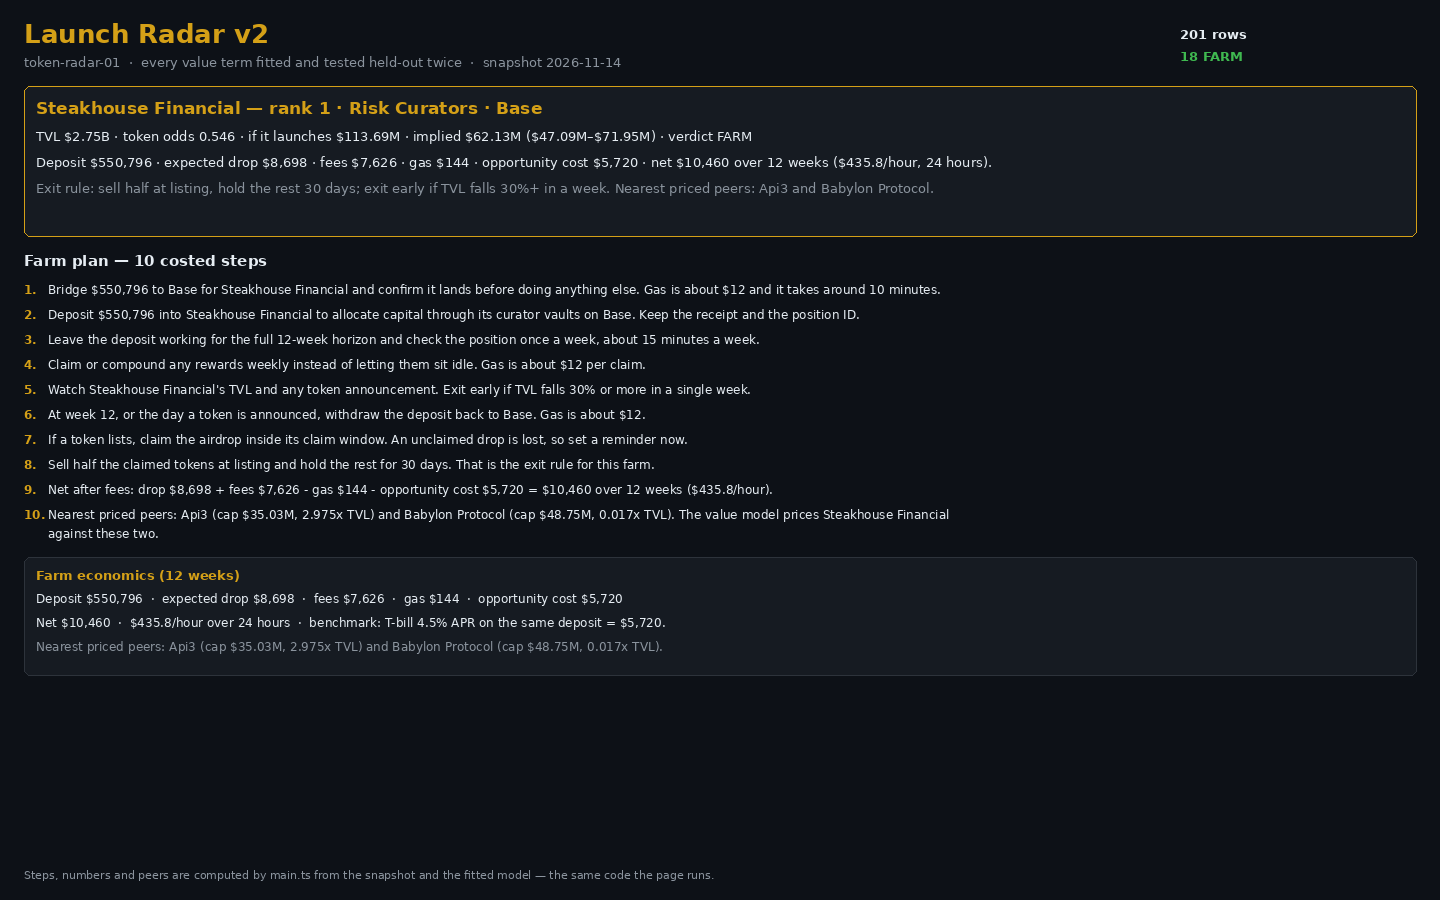 Launch Radar v2
201 rows
token-radar-01 · every value term fitted and tested held-out twice · snapshot 2026-11-14
18 FARM
Steakhouse Financial — rank 1 · Risk Curators · Base
TVL $2.75B · token odds 0.546 · if it launches $113.69M · implied $62.13M ($47.09M–$71.95M) · verdict FARM
Deposit $550,796 · expected drop $8,698 · fees $7,626 · gas $144 · opportunity cost $5,720 · net $10,460 over 12 weeks ($435.8/hour, 24 hours).
Exit rule: sell half at listing, hold the rest 30 days; exit early if TVL falls 30%+ in a week. Nearest priced peers: Api3 and Babylon Protocol.
Farm plan — 10 costed steps
1. Bridge $550,796 to Base for Steakhouse Financial and confirm it lands before doing anything else. Gas is about $12 and it takes around 10 minutes.
2. Deposit $550,796 into Steakhouse Financial to allocate capital through its curator vaults on Base. Keep the receipt and the position ID.
3. Leave the deposit working for the full 12-week horizon and check the position once a week, about 15 minutes a week.
4. Claim or compound any rewards weekly instead of letting them sit idle. Gas is about $12 per claim.
5. Watch Steakhouse Financial's TVL and any token announcement. Exit early if TVL falls 30% or more in a single week.
6. At week 12, or the day a token is announced, withdraw the deposit back to Base. Gas is about $12.
7. If a token lists, claim the airdrop inside its claim window. An unclaimed drop is lost, so set a reminder now.
8. Sell half the claimed tokens at listing and hold the rest for 30 days. That is the exit rule for this farm.
9. Net after fees: drop $8,698 + fees $7,626 - gas $144 - opportunity cost $5,720 = $10,460 over 12 weeks ($435.8/hour).
10. Nearest priced peers: Api3 (cap $35.03M, 2.975x TVL) and Babylon Protocol (cap $48.75M, 0.017x TVL). The value model prices Steakhouse Financial
against these two.
Farm economics (12 weeks)
Deposit $550,796 · expected drop $8,698 · fees $7,626 · gas $144 · opportunity cost $5,720
Net $10,460 · $435.8/hour over 24 hours · benchmark: T-bill 4.5% APR on the same deposit = $5,720.
Nearest priced peers: Api3 (cap $35.03M, 2.975x TVL) and Babylon Protocol (cap $48.75M, 0.017x TVL).
Steps, numbers and peers are computed by main.ts from the snapshot and the fitted model — the same code the page runs.